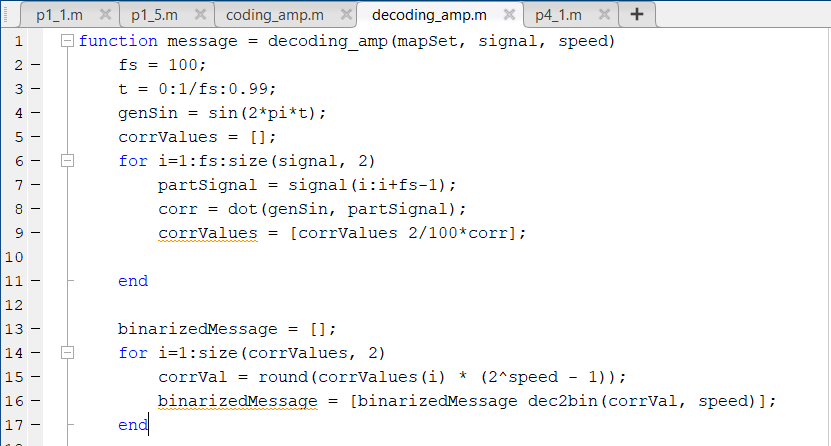 p1_1.m p1_5.m coding_amp.m decoding_amp.m p4_1.m
1 function message = decoding_amp(mapSet, signal, speed)
2 fs = 100;
3 t = 0:1/fs:0.99;
4 genSin = sin(2*pi*t);
5 corrValues = [];
6 for i=1:fs:size(signal, 2)
7 partSignal = signal(i:i+fs-1);
8 corr = dot(genSin, partSignal);
9 corrValues = [corrValues 2/100*corr];
10
11 end
12
13 binarizedMessage = [];
14 for i=1:size(corrValues, 2)
15 corrVal = round(corrValues(i) * (2^speed - 1));
16 binarizedMessage = [binarizedMessage dec2bin(corrVal, speed)];
17 end